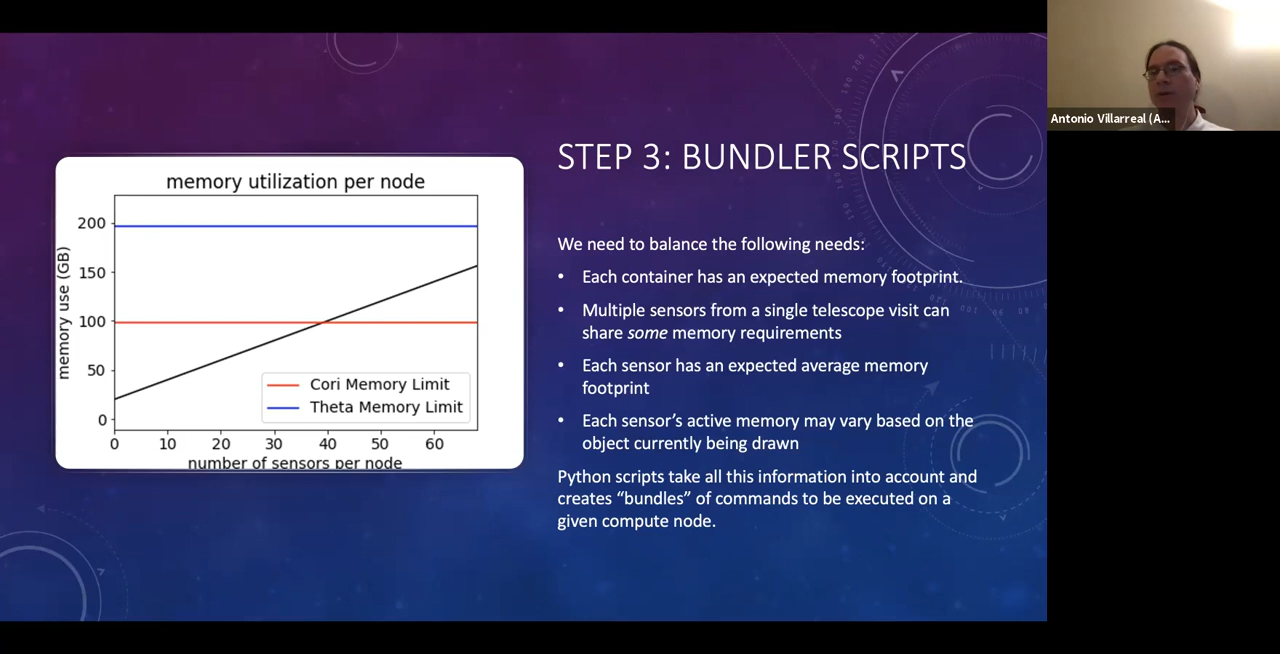 Antonio Villarreal (A...
STEP 3: BUNDLER SCRIPTS
memory utilization per node
memory use (GB)
200
150
100
50
0
Cori Memory Limit
Theta Memory Limit
0 10 20 30 40 50 60
number of sensors per node
We need to balance the following needs:
• Each container has an expected memory footprint.
• Multiple sensors from a single telescope visit can
share some memory requirements
• Each sensor has an expected average memory
footprint
• Each sensor’s active memory may vary based on the
object currently being drawn
Python scripts take all this information into account and
creates “bundles” of commands to be executed on a
given compute node.